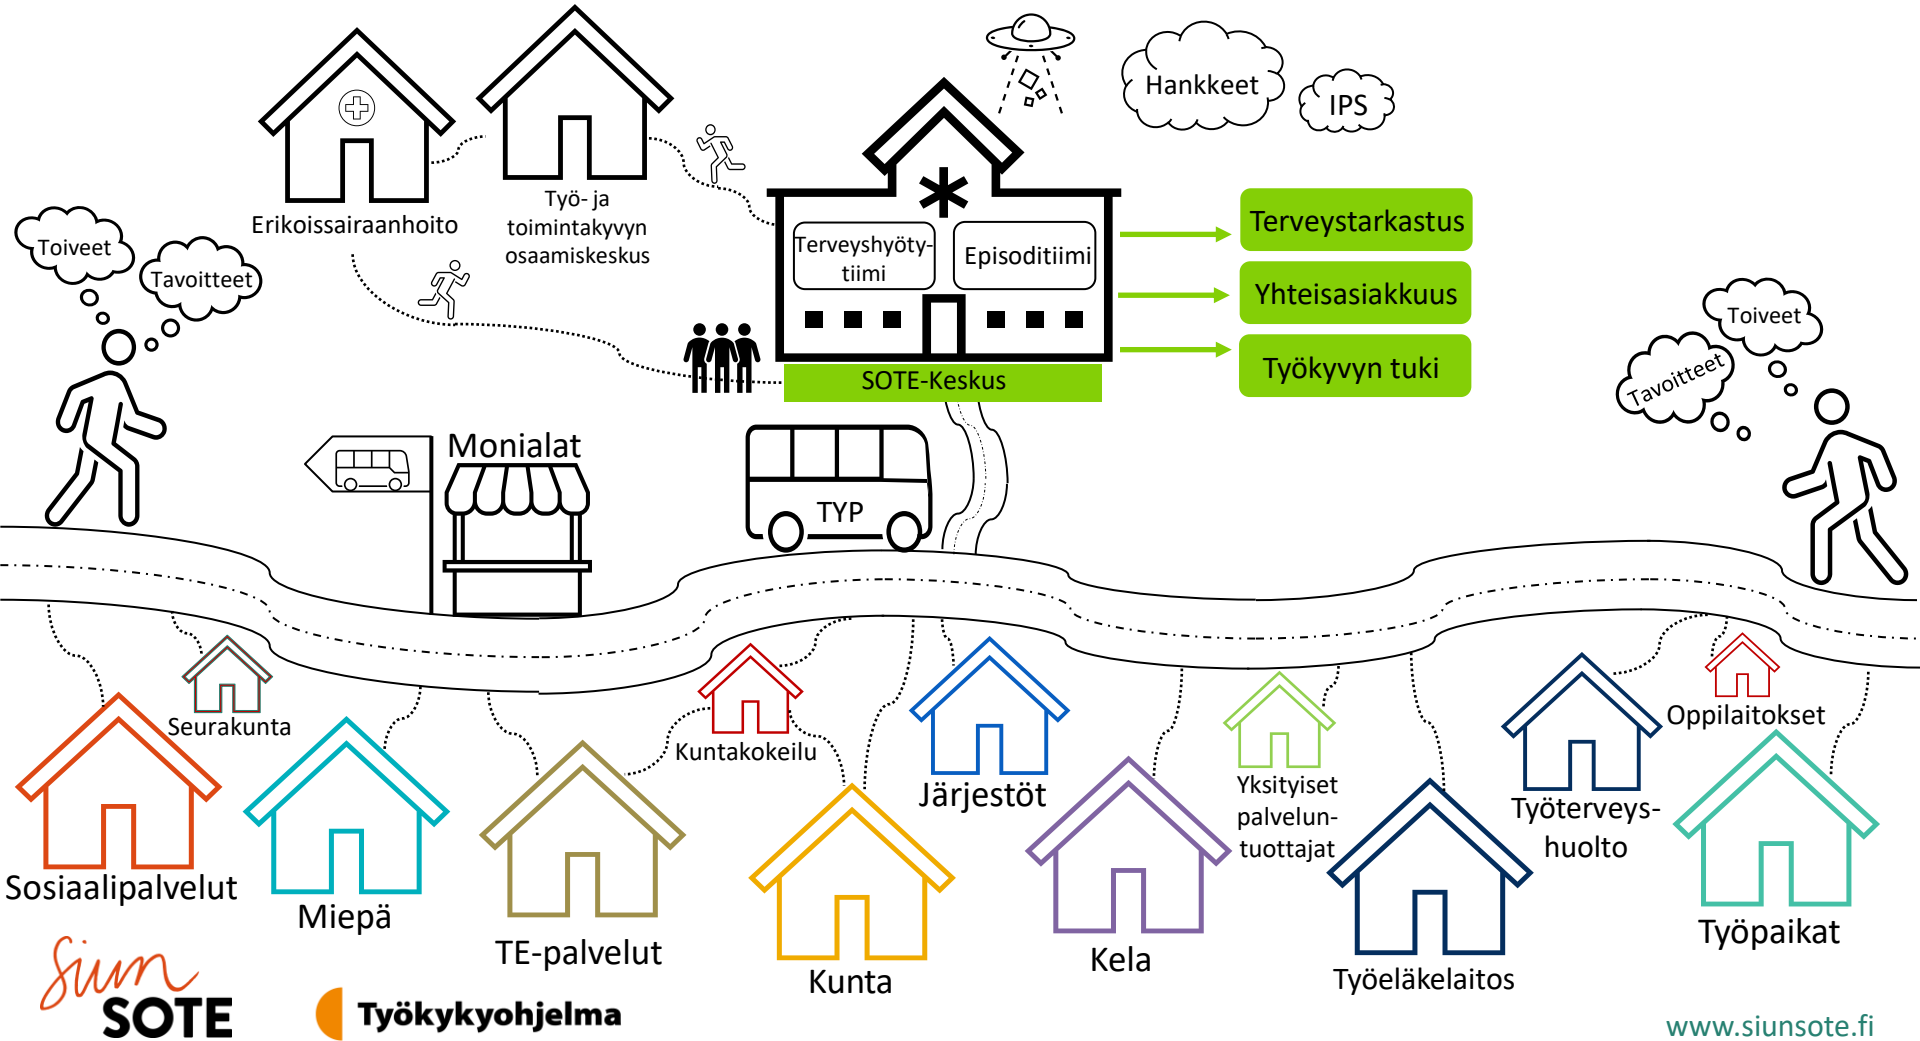 Hankkeet
IPS
Erikoissairaanhoito
Työ- ja
toimintakyvyn
osaamiskeskus
Toiveet
Tavoitteet
Terveyshyöty-
tiimi
Episoditiimi
SOTE-Keskus
Terveystarkastus
Yhteisasiakkuus
Työkyvyn tuki
Toiveet
Tavoitteet
Monialat
TYP
Seurakunta
Kuntakokeilu
Oppilaitokset
Sosiaalipalvelut
Miepä
TE-palvelut
Kunta
Järjestöt
Kela
Yksityiset
palvelun-
tuottajat
Työeläkelaitos
Työterveys-
huolto
Työpaikat
Siun
SOTE
Työkykyohjelma
www.siunsote.fi